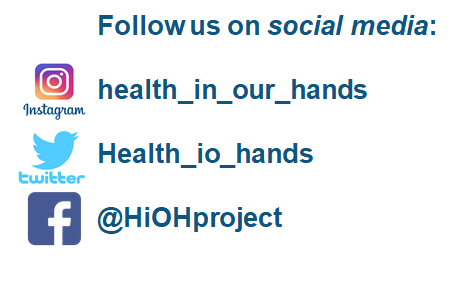 Follow us on social media:
Instagram
health_in_our_hands
twitter
Health_io_hands
f
@HiOHproject